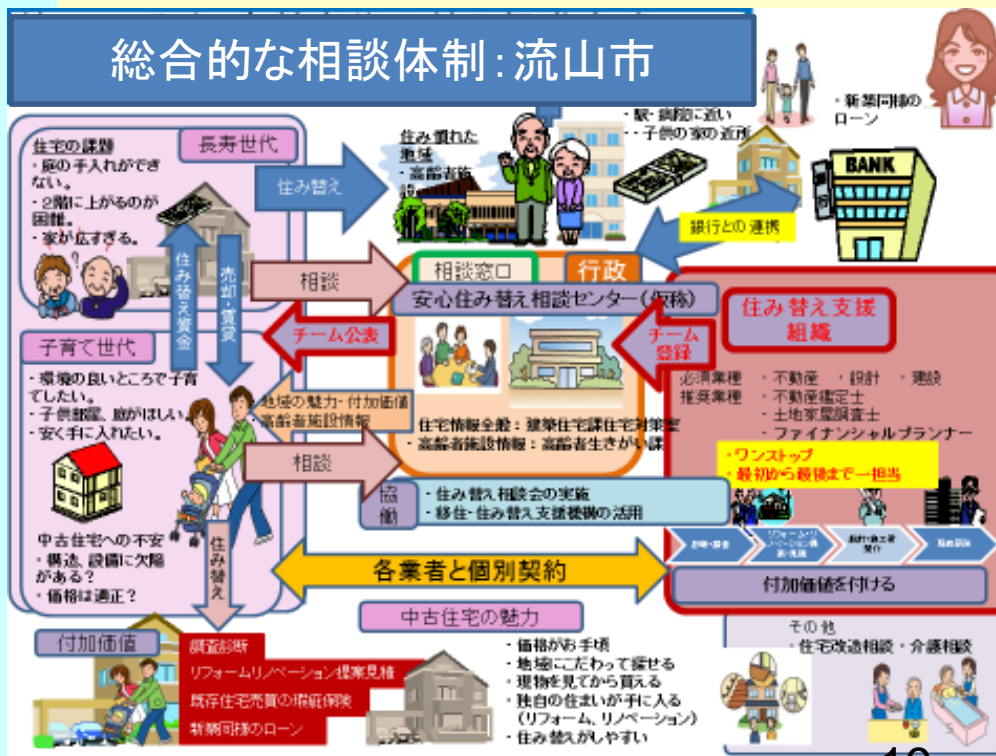 総合的な相談体制：流山市
・新築同様の
ローン
・駅・病院に近い
・・子供の家の近所
住み慣れた
地域
・高齢者施
設
BANK
銀行との連携
長寿世代
住宅の課題
・庭の手入れができ
ない。
・2階に上がるのが
困難。
・家が広すぎる。
住み替え
住み替え資金
売却・賃貸
相談
相談窓口
行政
安心住み替え相談センター（仮称）
チーム公表
チーム
登録
住み替え支援
組織
必須業種 ・不動産 ・設計 ・建設
推奨業種 ・不動産鑑定士
・土地家屋調査士
・ファイナンシャルプランナー
・ワンストップ
・最初から最後まで一担当
子育て世代
・環境の良いところで子育
てしたい。
・子供部屋、庭がほしい。
・安く手に入れたい。
・地域の魅力・付加価値
・高齢者施設情報
住宅情報全般：建築住宅課住宅対策室
・高齢者施設情報：高齢者生きがい課
相談
協働
・住み替え相談会の実施
・移住・住み替え支援機構の活用
中古住宅への不安
・構造、設備に欠陥
がある？
・価格は適正？
住み替え
各業者と個別契約
付加価値を付ける
付加価値
調査診断
リフォームリノベーション提案見積
既存住宅売買の瑕疵保険
新築同様のローン
中古住宅の魅力
・価格がお手頃
・地域にこだわって探せる
・現物を見てから買える
・独自の住まいが手に入る
（リフォーム、リノベーション）
・住み替えがしやすい
その他
・住宅改造相談・介護相談